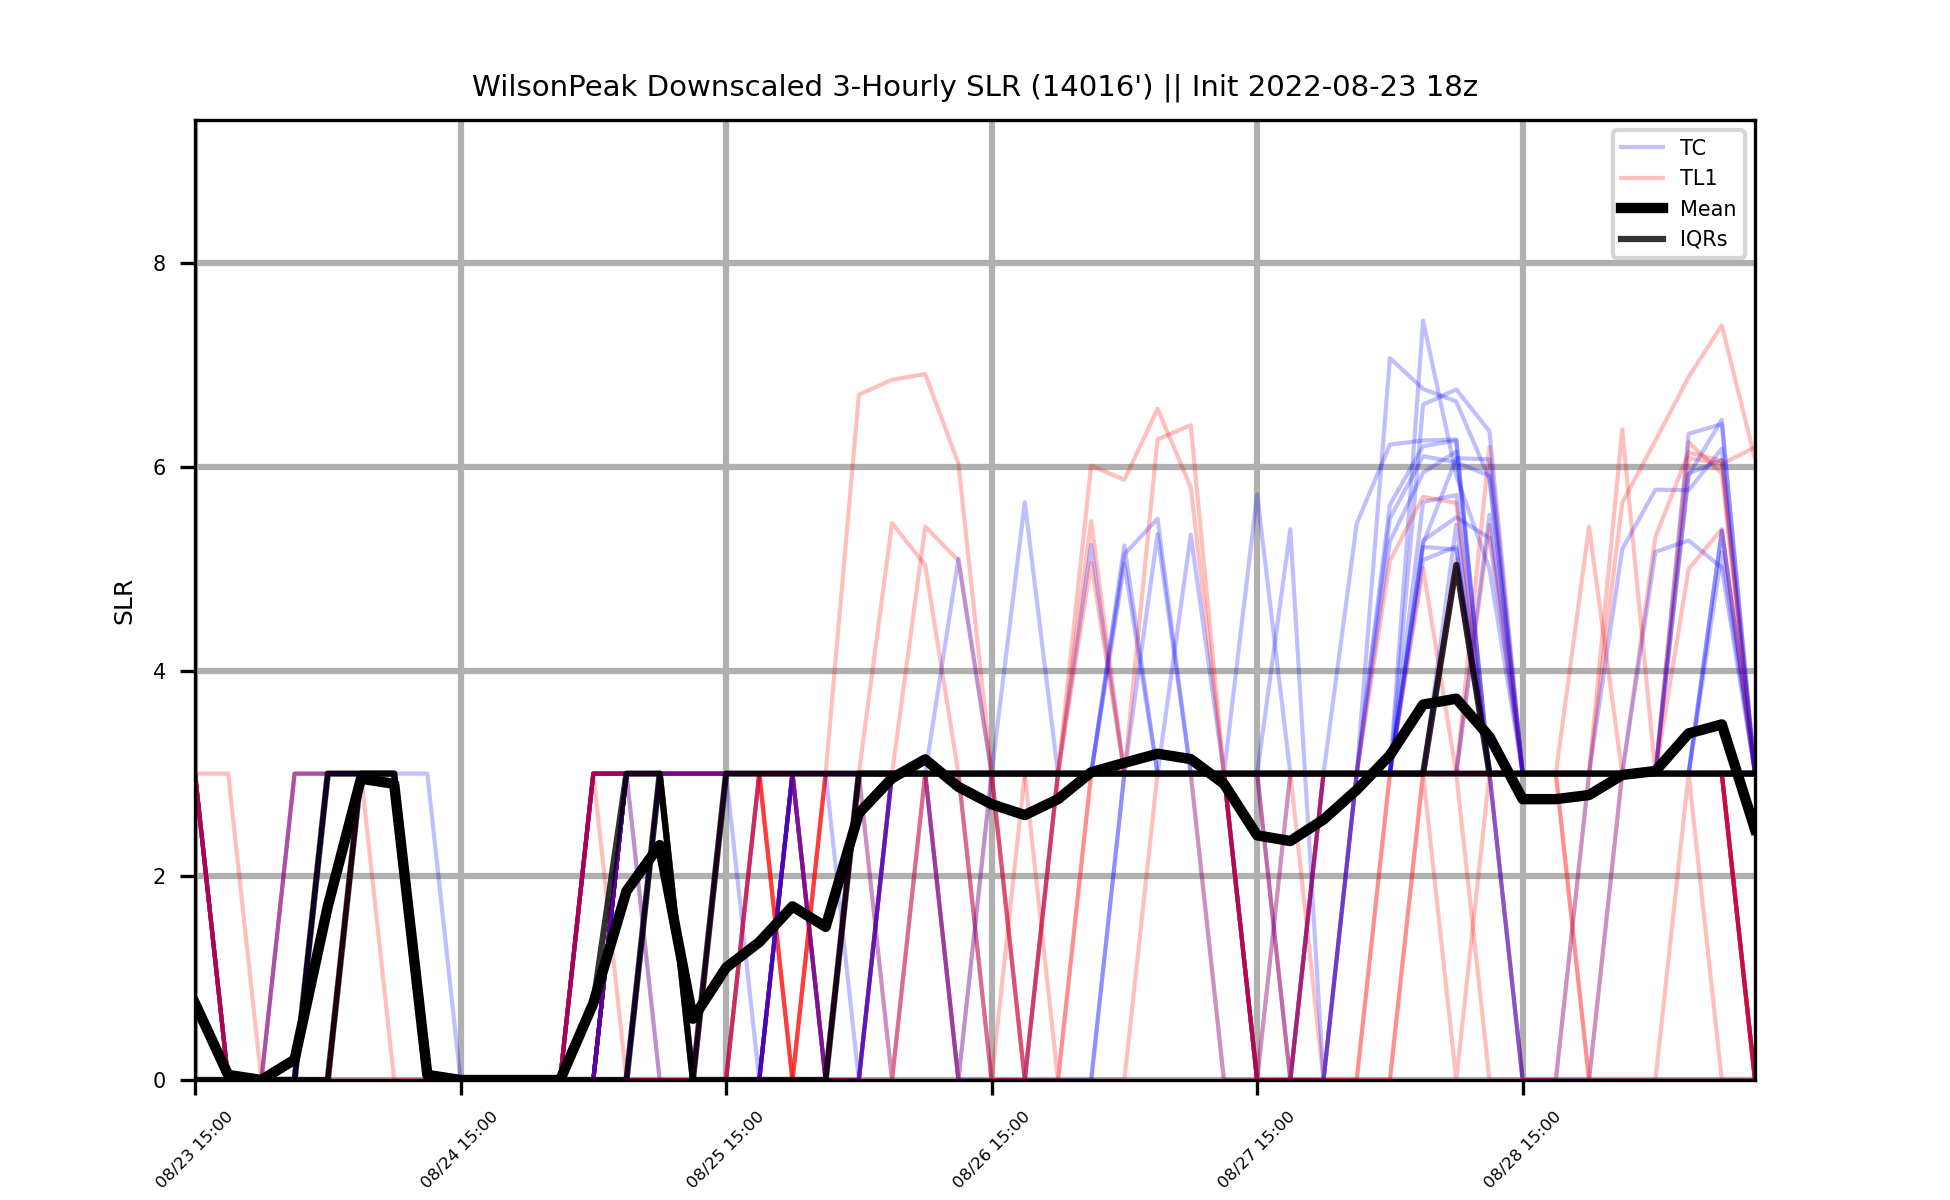 WilsonPeak Downscaled 3-Hourly SLR (14016') || Init 2022-08-23 18z
TC
TL1
Mean
IQRs
8
6
4
2
0
SLR
08/23 15:00
08/24 15:00
08/25 15:00
08/26 15:00
08/27 15:00
08/28 15:00